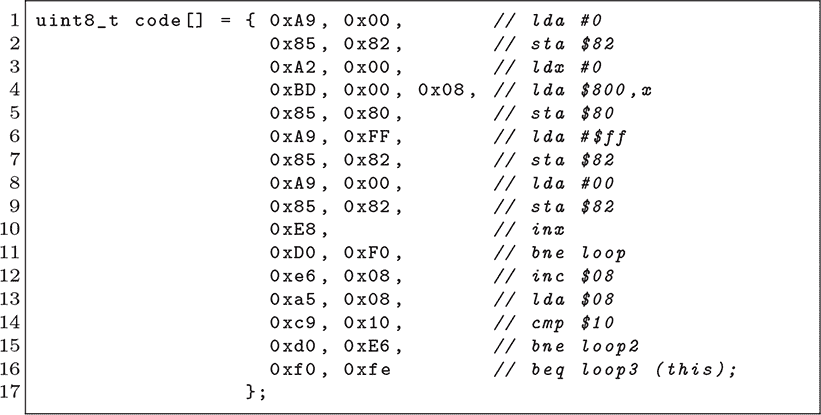 1 uint8_t code[] = { 0xA9, 0x00, // lda #0
2 0x85, 0x82, // sta $82
3 0xA2, 0x00, // ldx #0
4 0xBD, 0x00, 0x08, // lda $800,x
5 0x85, 0x80, // sta $80
6 0xA9, 0xFF, // lda #$ff
7 0x85, 0x82, // sta $82
8 0xA9, 0x00, // lda #00
9 0x85, 0x82, // sta $82
10 0xE8, // inx
11 0xD0, 0xF0, // bne loop
12 0xe6, 0x08, // inc $08
13 0xa5, 0x08, // lda $08
14 0xc9, 0x10, // cmp $10
15 0xd0, 0xE6, // bne loop2
16 0xf0, 0xfe // beq loop3 (this);
17 };